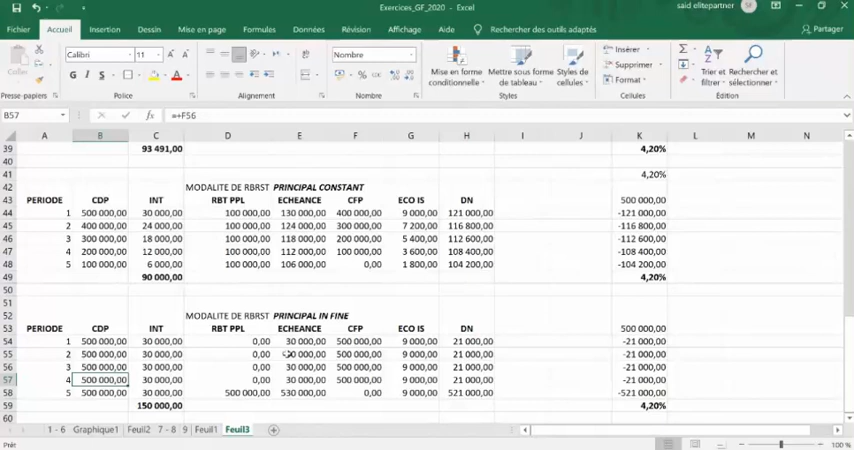 Exercices_GF_2020 - Excel
said elitepartner SE
Fichier Accueil Insertion Dessin Mise en page Formules Données Révision Affichage Aide Rechercher des outils adaptés Partager
Calibri 11 A A Nombre Insérer Σ
Coller G I S A % 000 Mise en forme conditionnelle Mettre sous forme de tableau Styles de cellules Supprimer Format Trier et filtrer Rechercher et sélectionner
Presse-papiers Police Alignement Nombre Styles Cellules Édition
B57 fx =+F56
A B C D E F G H I J K L M N
39 93 491,00 4,20%
40
41 4,20%
42 MODALITE DE RBRST PRINCIPAL CONSTANT
43 PERIODE CDP INT RBT PPL ECHEANCE CFP ECO IS DN 500 000,00
44 1 500 000,00 30 000,00 100 000,00 130 000,00 400 000,00 9 000,00 121 000,00 -121 000,00
45 2 400 000,00 24 000,00 100 000,00 124 000,00 300 000,00 7 200,00 116 800,00 -116 800,00
46 3 300 000,00 18 000,00 100 000,00 118 000,00 200 000,00 5 400,00 112 600,00 -112 600,00
47 4 200 000,00 12 000,00 100 000,00 112 000,00 100 000,00 3 600,00 108 400,00 -108 400,00
48 5 100 000,00 6 000,00 100 000,00 106 000,00 0,00 1 800,00 104 200,00 -104 200,00
49 90 000,00 4,20%
50
51
52 MODALITE DE RBRST PRINCIPAL IN FINE
53 PERIODE CDP INT RBT PPL ECHEANCE CFP ECO IS DN 500 000,00
54 1 500 000,00 30 000,00 0,00 30 000,00 500 000,00 9 000,00 21 000,00 -21 000,00
55 2 500 000,00 30 000,00 0,00 30 000,00 500 000,00 9 000,00 21 000,00 -21 000,00
56 3 500 000,00 30 000,00 0,00 30 000,00 500 000,00 9 000,00 21 000,00 -21 000,00
57 4 500 000,00 30 000,00 0,00 30 000,00 500 000,00 9 000,00 21 000,00 -21 000,00
58 5 500 000,00 30 000,00 500 000,00 530 000,00 0,00 9 000,00 521 000,00 -521 000,00
59 150 000,00 4,20%
60
1 - 6 Graphique1 Feuil2 7 - 8 9 Feuil1 Feuil3
Prêt 100 %